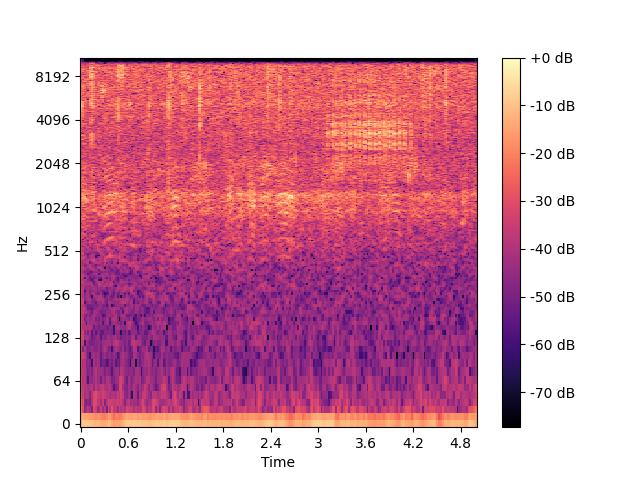 8192
4096
2048
1024
512
256
128
64
0
Hz
0 0.6 1.2 1.8 2.4 3 3.6 4.2 4.8
Time
+0 dB
-10 dB
-20 dB
-30 dB
-40 dB
-50 dB
-60 dB
-70 dB